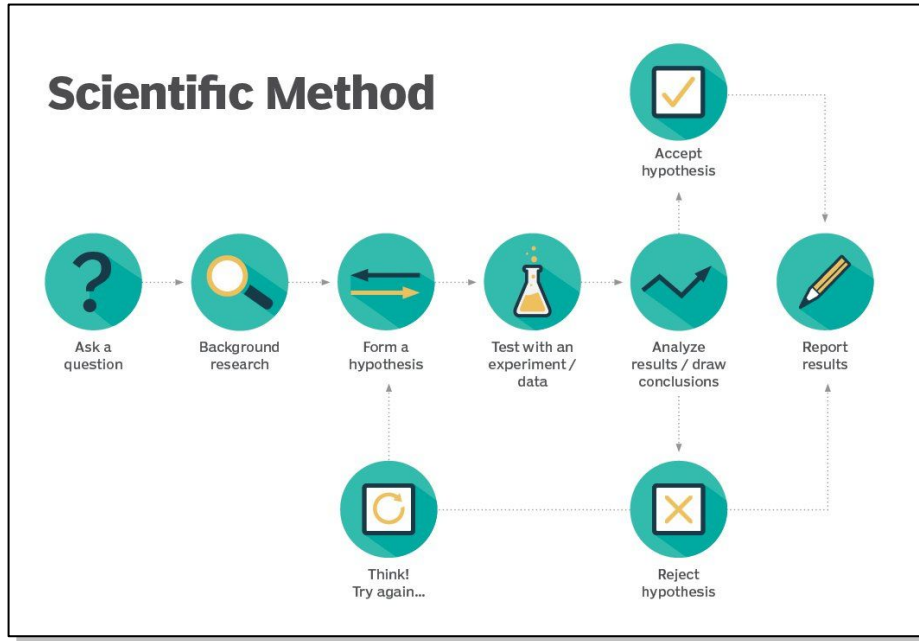 Scientific Method
Accept
hypothesis
Ask a
question
Background
research
Form a
hypothesis
Test with an
experiment /
data
Analyze
results / draw
conclusions
Report
results
Think!
Try again...
Reject
hypothesis